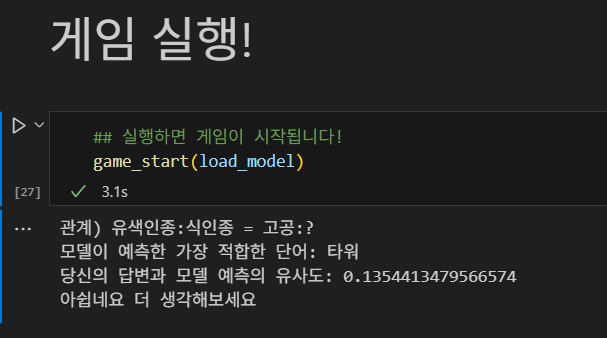 게임 실행!
## 실행하면 게임이 시작됩니다!
game_start(load_model)
[27]
3.1s
관계) 유색인종:식인종 = 고공:?
모델이 예측한 가장 적합한 단어: 타워
당신의 답변과 모델 예측의 유사도: 0.1354413479566574
아쉽네요 더 생각해보세요